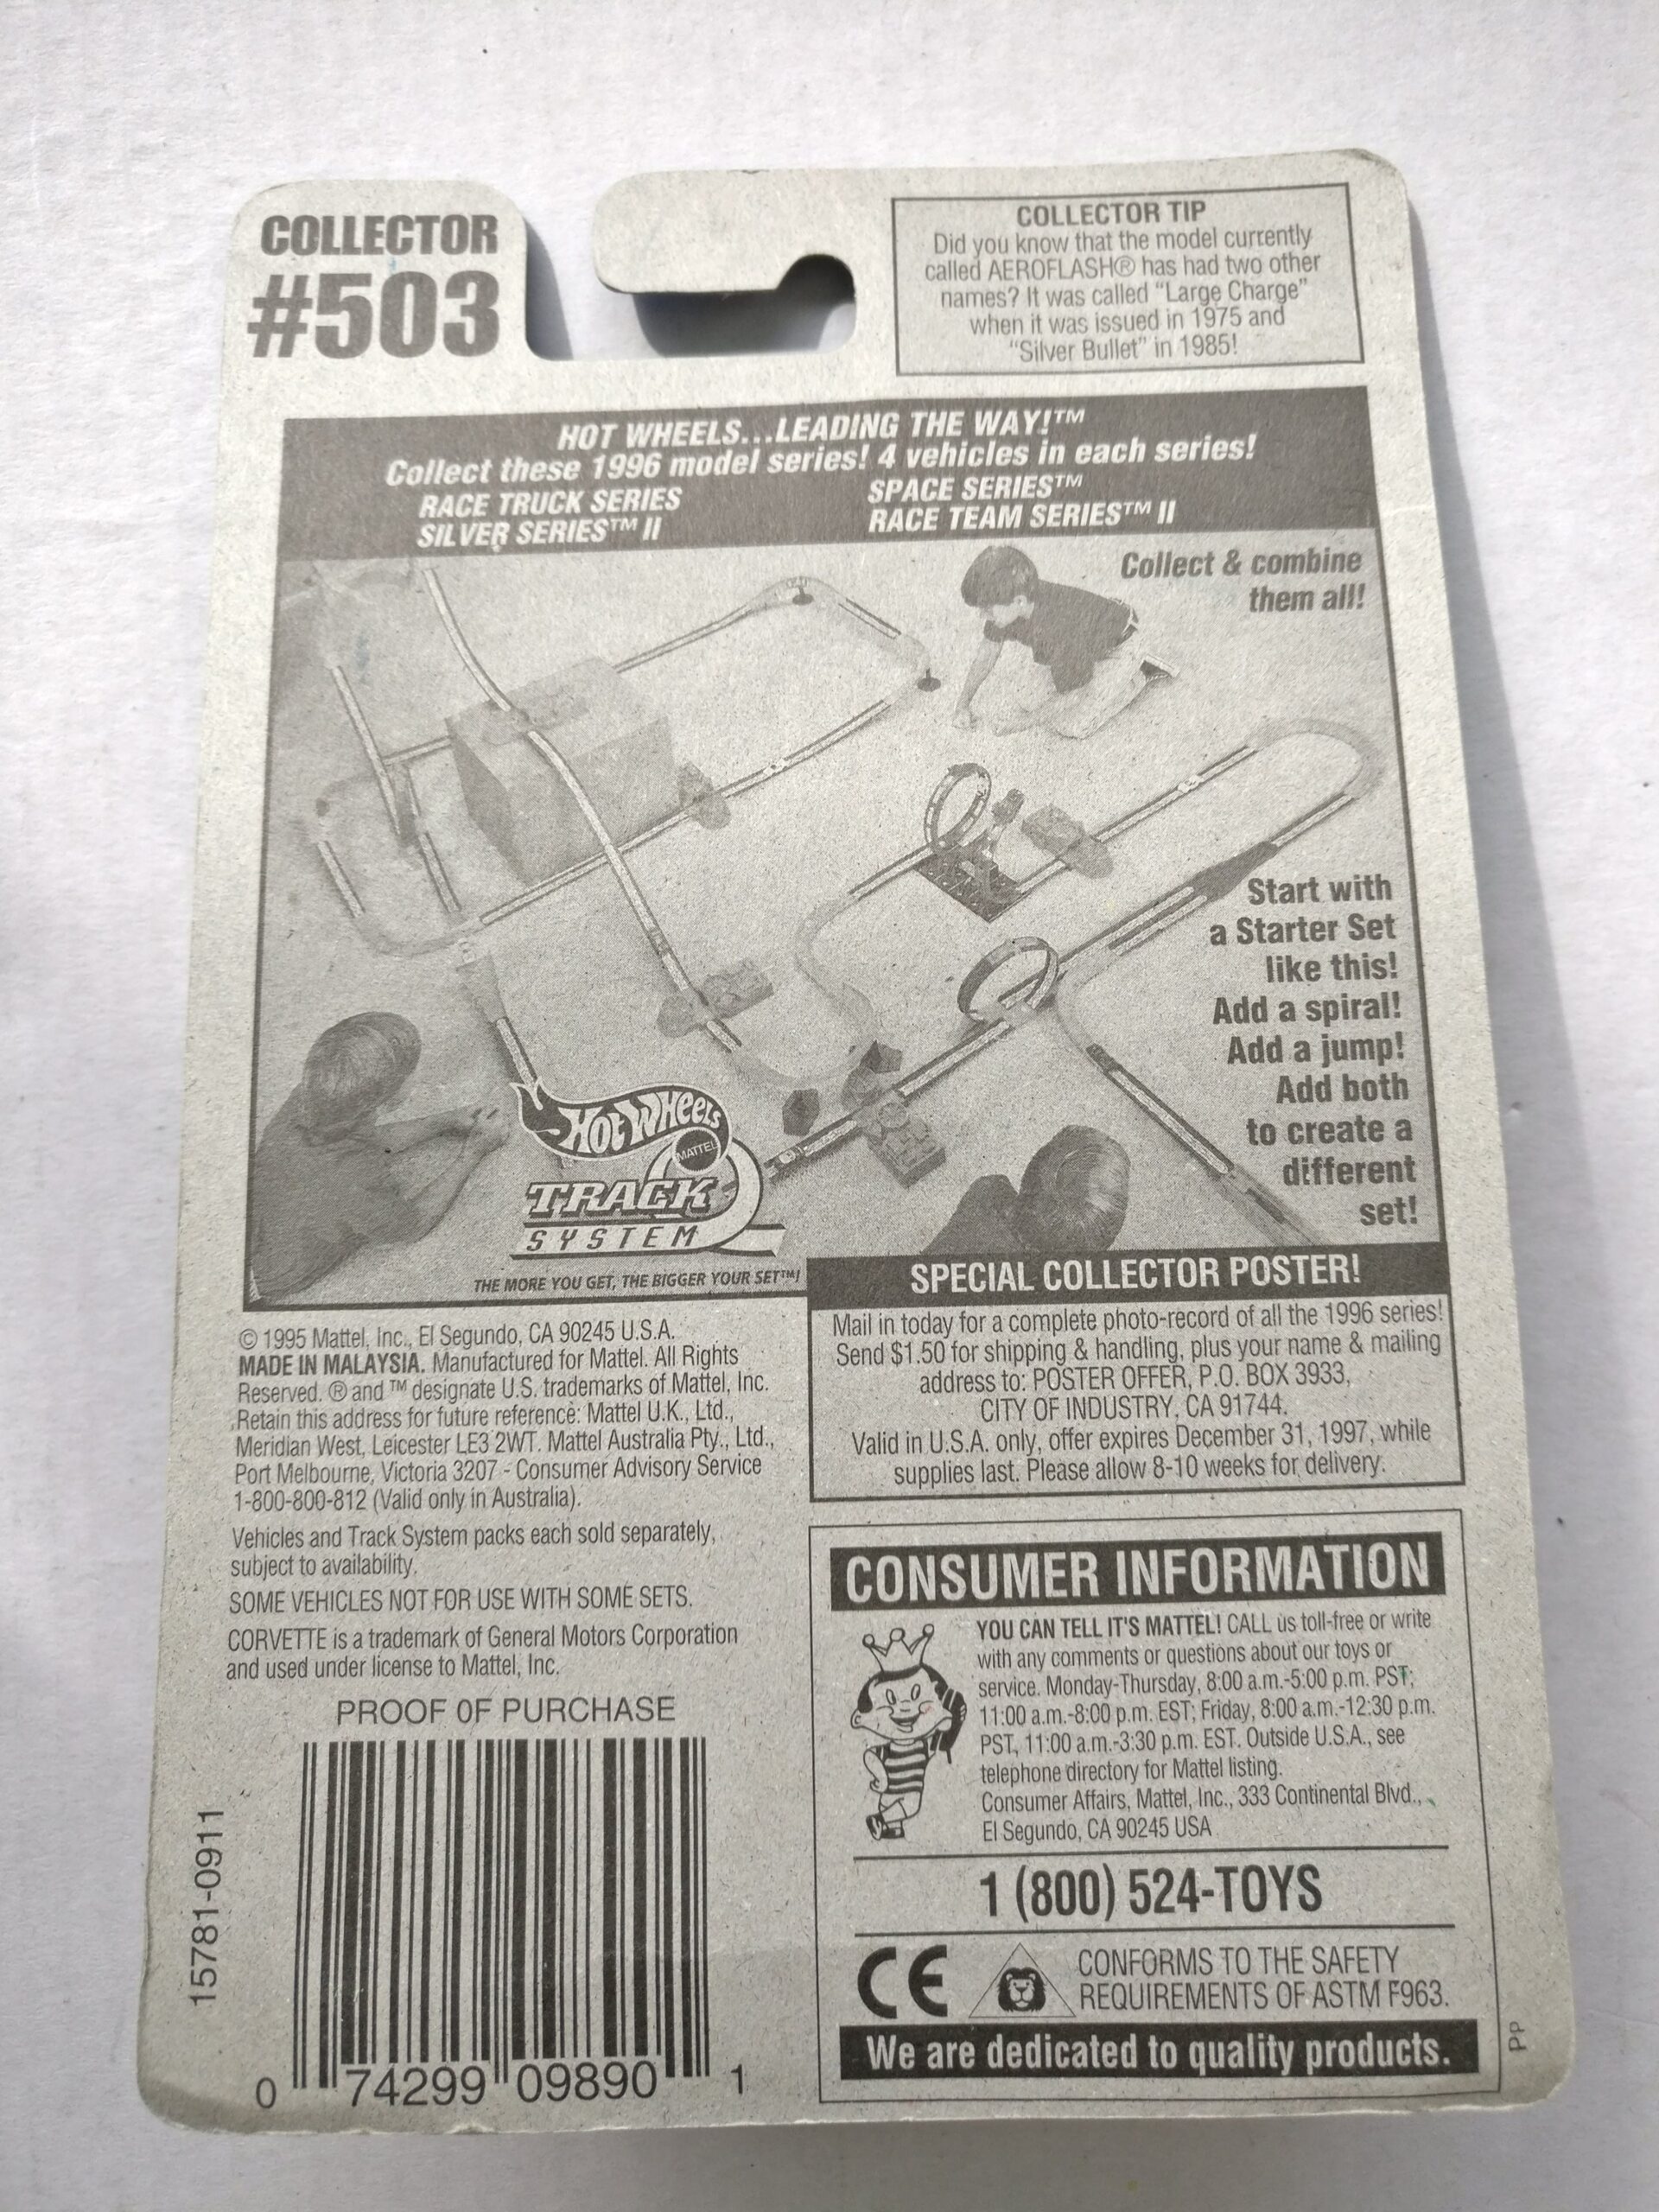 COLLECTOR
#503
COLLECTOR TIP
Did you know that the model currently
called AEROFLASH® has had two other
names? It was called "Large Charge"
when it was issued in 1975 and
"Silver Bullet" in 1985!
HOT WHEELS...LEADING THE WAY!™
Collect these 1996 model series! 4 vehicles in each series!
RACE TRUCK SERIES
SILVER SERIES™ II
SPACE SERIES™
RACE TEAM SERIES™ II
Collect & combine
them all!
Start with
a Starter Set
like this!
Add a spiral!
Add a jump!
Add both
to create a
different
set!
HOT WHEELS
MATTEL
TRACK
SYSTEM
THE MORE YOU GET, THE BIGGER YOUR SET™!
SPECIAL COLLECTOR POSTER!
Mail in today for a complete photo-record of all the 1996 series!
Send $1.50 for shipping & handling, plus your name & mailing
address to: POSTER OFFER, P.O. BOX 3933,
CITY OF INDUSTRY, CA 91744.
Valid in U.S.A. only, offer expires December 31, 1997, while
supplies last. Please allow 8-10 weeks for delivery.
© 1995 Mattel, Inc., El Segundo, CA 90245 U.S.A.
MADE IN MALAYSIA. Manufactured for Mattel. All Rights
Reserved. ® and ™ designate U.S. trademarks of Mattel, Inc.
Retain this address for future reference: Mattel U.K., Ltd.,
Meridian West, Leicester LE3 2WT. Mattel Australia Pty., Ltd.,
Port Melbourne, Victoria 3207 - Consumer Advisory Service
1-800-800-812 (Valid only in Australia).
Vehicles and Track System packs each sold separately,
subject to availability.
SOME VEHICLES NOT FOR USE WITH SOME SETS.
CORVETTE is a trademark of General Motors Corporation
and used under license to Mattel, Inc.
PROOF OF PURCHASE
15781-0911
0 74299 09890 1
CONSUMER INFORMATION
YOU CAN TELL IT'S MATTEL! CALL us toll-free or write
with any comments or questions about our toys or
service. Monday-Thursday, 8:00 a.m.-5:00 p.m. PST;
11:00 a.m.-8:00 p.m. EST; Friday, 8:00 a.m.-12:30 p.m.
PST, 11:00 a.m.-3:30 p.m. EST. Outside U.S.A., see
telephone directory for Mattel listing.
Consumer Affairs, Mattel, Inc., 333 Continental Blvd.,
El Segundo, CA 90245 USA
1 (800) 524-TOYS
CE
CONFORMS TO THE SAFETY
REQUIREMENTS OF ASTM F963.
We are dedicated to quality products.
PP